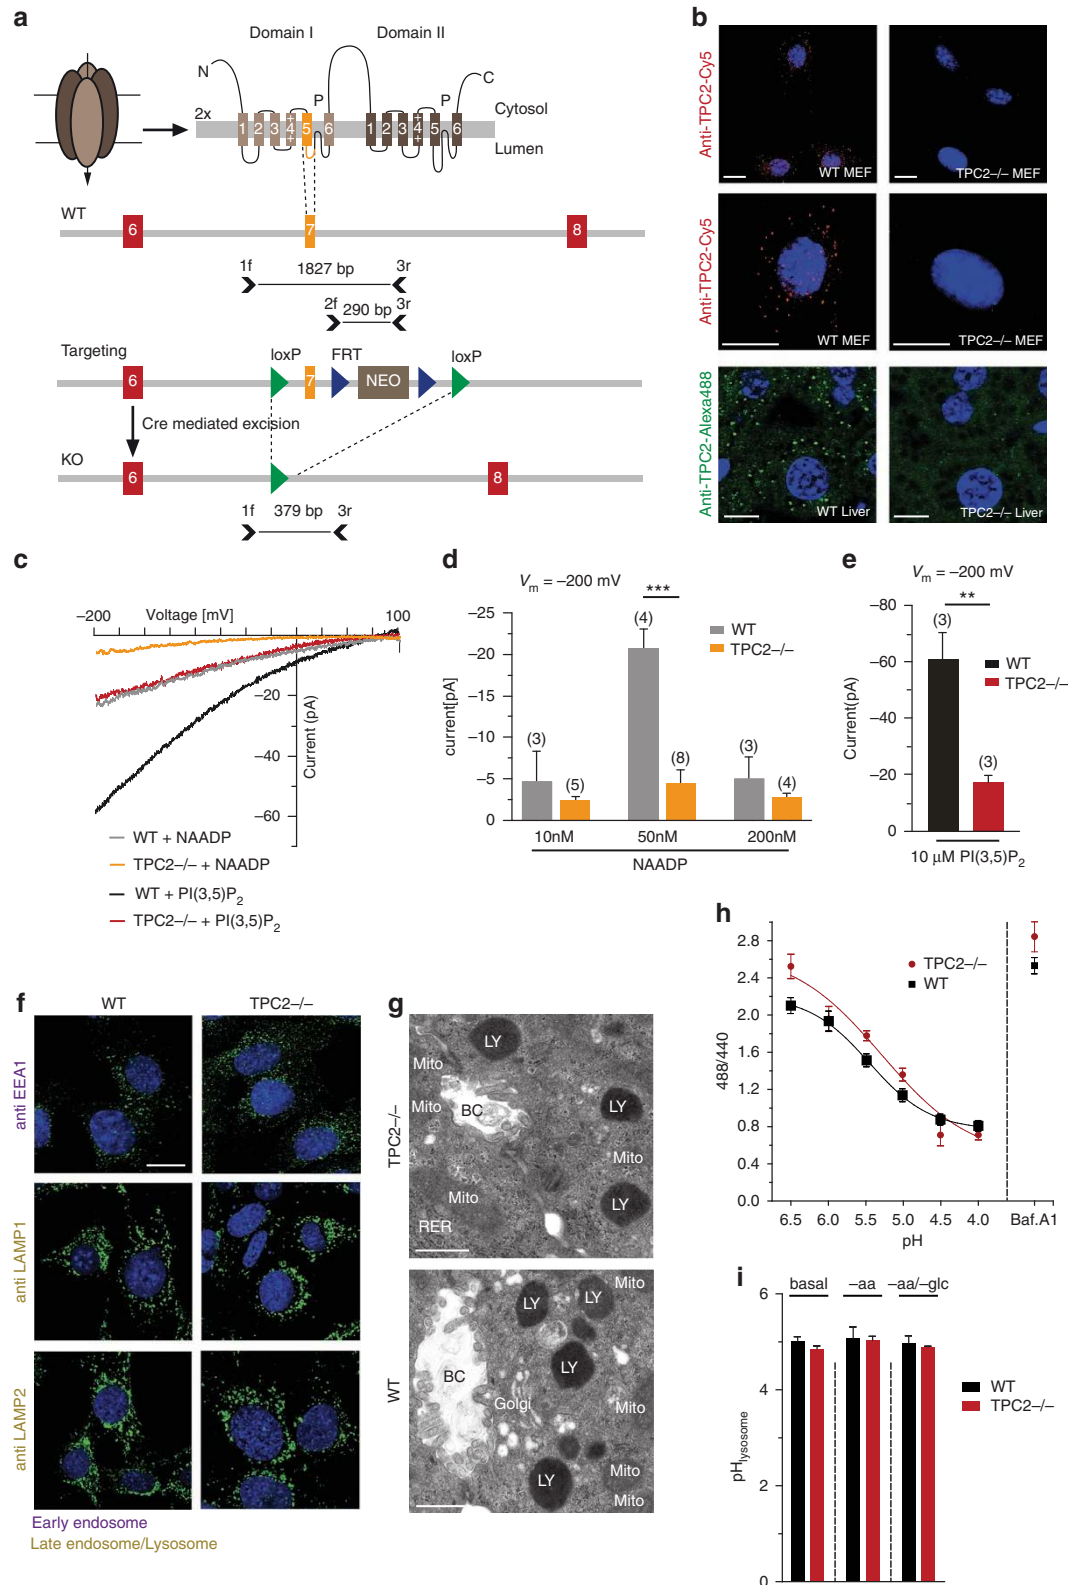 a
Domain I
Domain II
N
C
P
P
2x
Cytosol
1 2 3 4 5 6 1 2 3 4 5 6
+ + + +
Lumen
WT
6
7
8
1f
1827 bp
3r
2f
290 bp
3r
Targeting
loxP
FRT
loxP
6
7
NEO
Cre mediated excision
KO
6
8
1f
379 bp
3r
b
Anti-TPC2-Cy5
WT MEF
TPC2–/– MEF
Anti-TPC2-Cy5
WT MEF
TPC2–/– MEF
Anti-TPC2-Alexa488
WT Liver
TPC2–/– Liver
c
–200
Voltage [mV]
100
–20
–40
–60
Current (pA)
WT + NAADP
TPC2–/– + NAADP
WT + PI(3,5)P2
TPC2–/– + PI(3,5)P2
d
Vm = –200 mV
***
–25
–20
–15
–10
–5
0
current[pA]
(3)
(5)
(4)
(8)
(3)
(4)
WT
TPC2–/–
10nM
50nM
200nM
NAADP
e
Vm = –200 mV
**
–80
–60
–40
–20
0
Current(pA)
(3)
(3)
WT
TPC2–/–
10 μM PI(3,5)P2
f
WT
TPC2–/–
anti EEA1
anti LAMP1
anti LAMP2
Early endosome
Late endosome/Lysosome
g
TPC2–/–
LY
Mito
Mito
BC
LY
Mito
Mito
LY
RER
WT
LY
LY
Mito
LY
BC
Golgi
Mito
LY
Mito
Mito
h
2.8
2.4
2.0
1.6
1.2
0.8
0.4
0.0
488/440
TPC2–/–
WT
6.5
6.0
5.5
5.0
4.5
4.0
Baf.A1
pH
i
basal
–aa
–aa/–glc
6
4
2
0
pHlysosome
WT
TPC2–/–